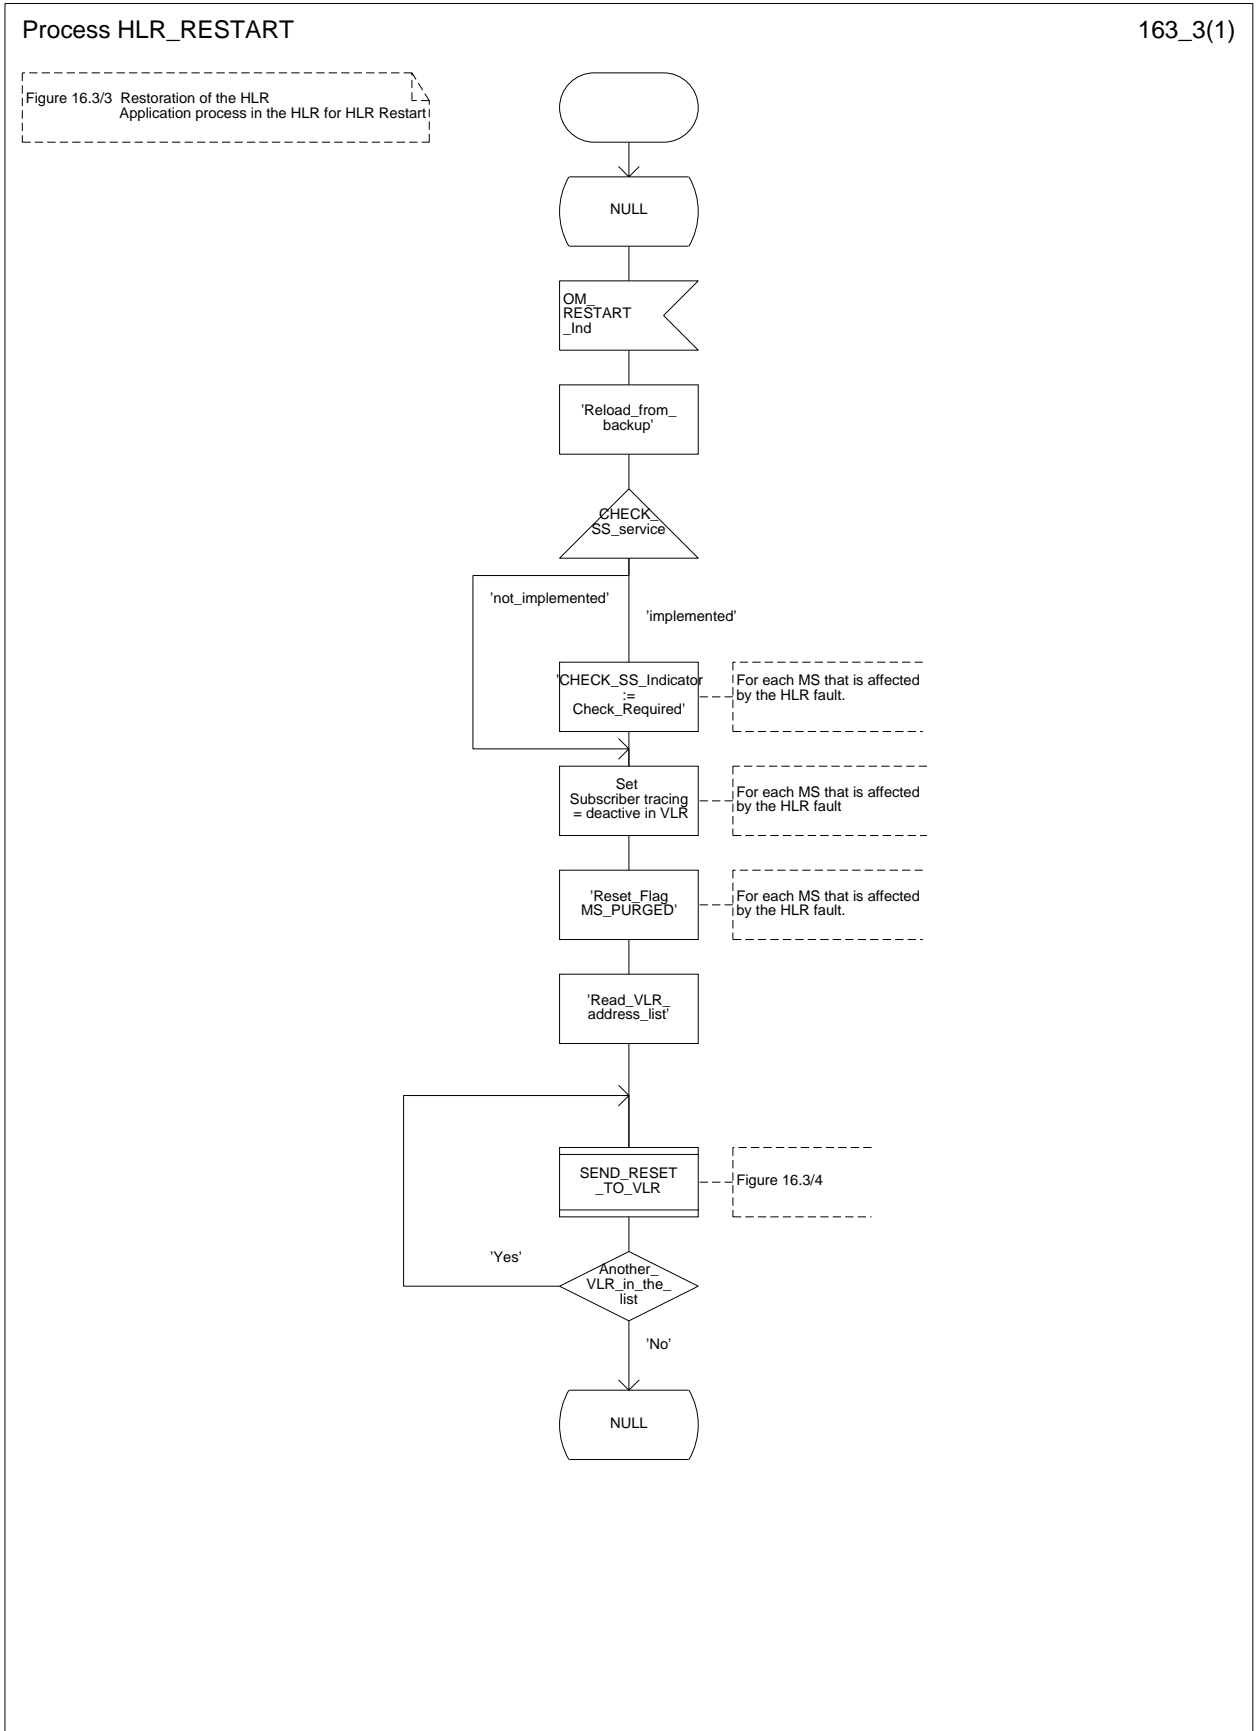 Process HLR_RESTART
163_3(1)
Figure 16.3/3 Restoration of the HLR
Application process in the HLR for HLR Restart
NULL
OM_
RESTART
_Ind
’Reload_from_
backup’
CHECK_
SS_service
’not_implemented’
’implemented’
’CHECK_SS_Indicator
:=
Check_Required’
For each MS that is affected
by the HLR fault.
Set
Subscriber tracing
= deactive in VLR
For each MS that is affected
by the HLR fault
’Reset_Flag
MS_PURGED’
For each MS that is affected
by the HLR fault.
’Read_VLR_
address_list’
SEND_RESET
_TO_VLR
Figure 16.3/4
’Yes’
Another_
VLR_in_the_
list
’No’
NULL